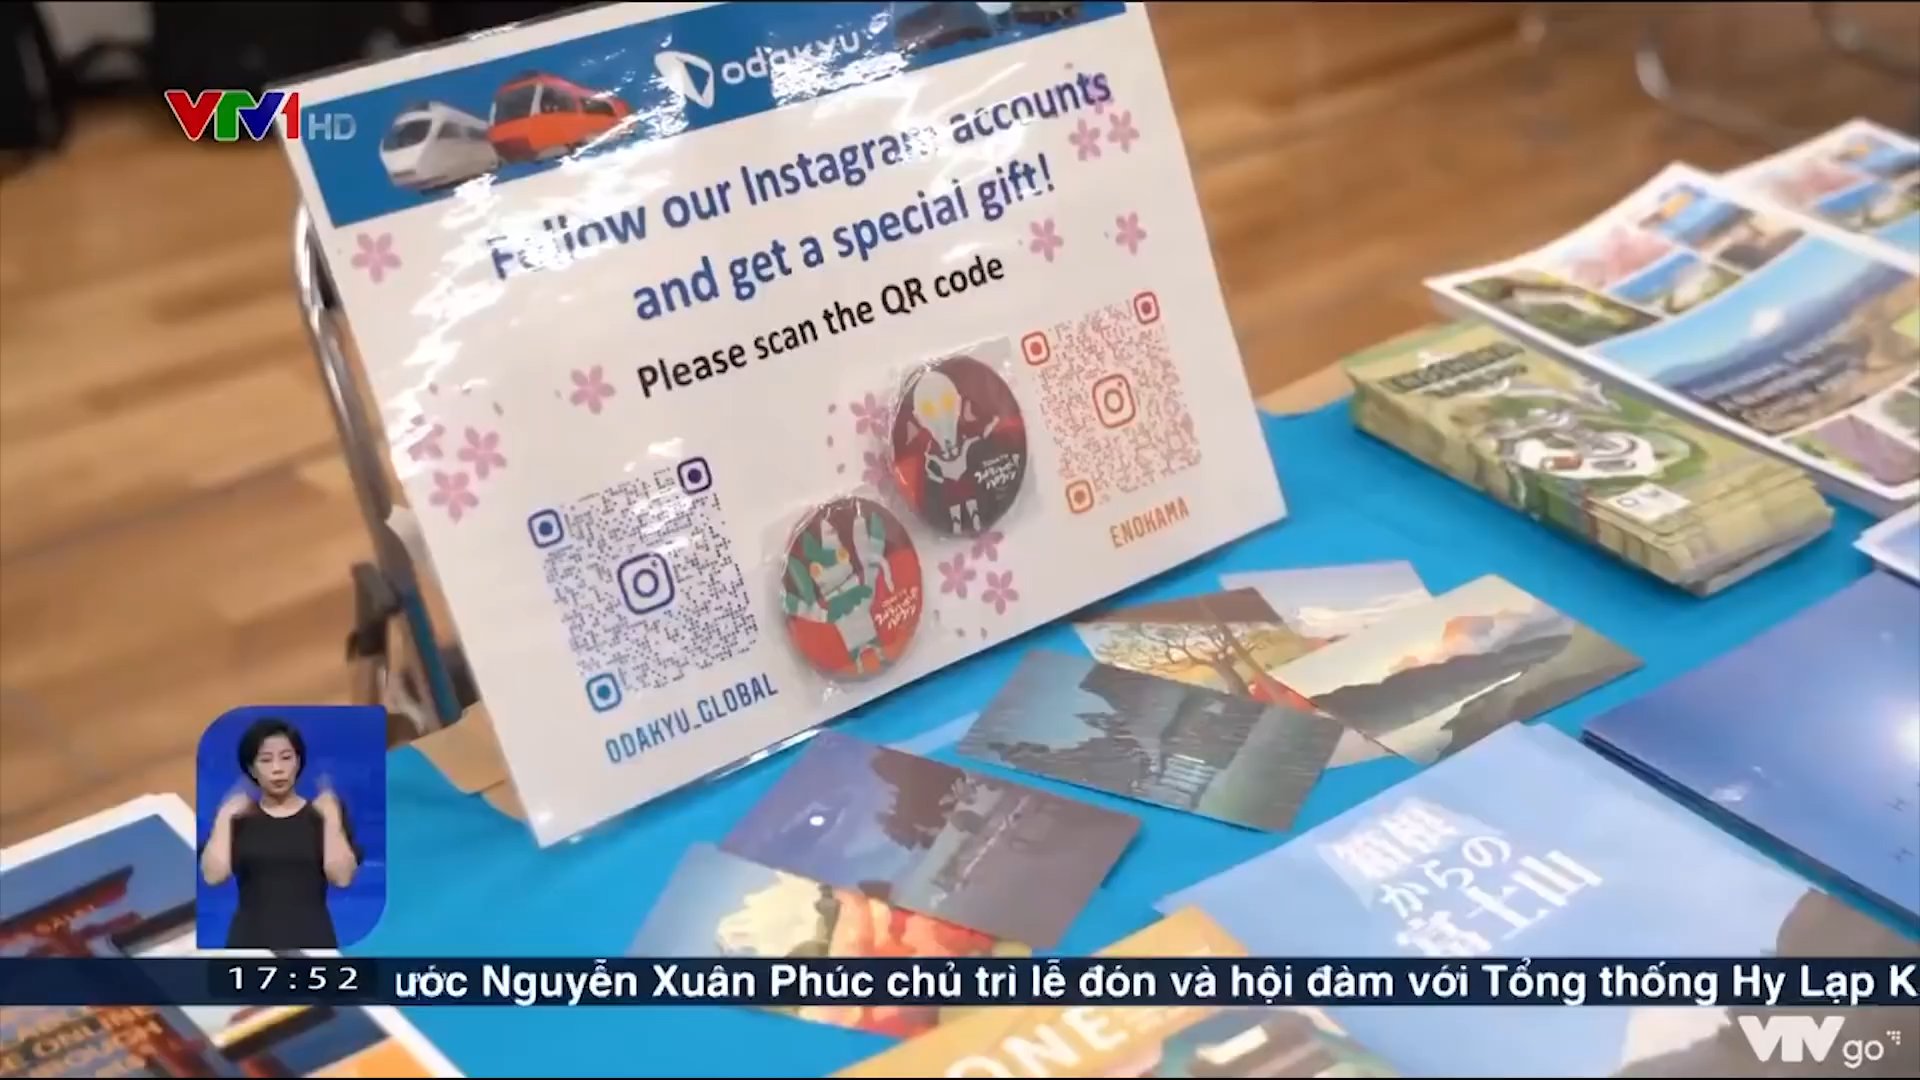 VTV1 HD
odakyu
Follow our Instagram accounts
and get a special gift!
Please scan the QR code
ODAKYU_GLOBAL
ENOKAMA
箱根
からの
富士山
17:52
ước Nguyễn Xuân Phúc chủ trì lễ đón và hội đàm với Tổng thống Hy Lạp K
VTV go